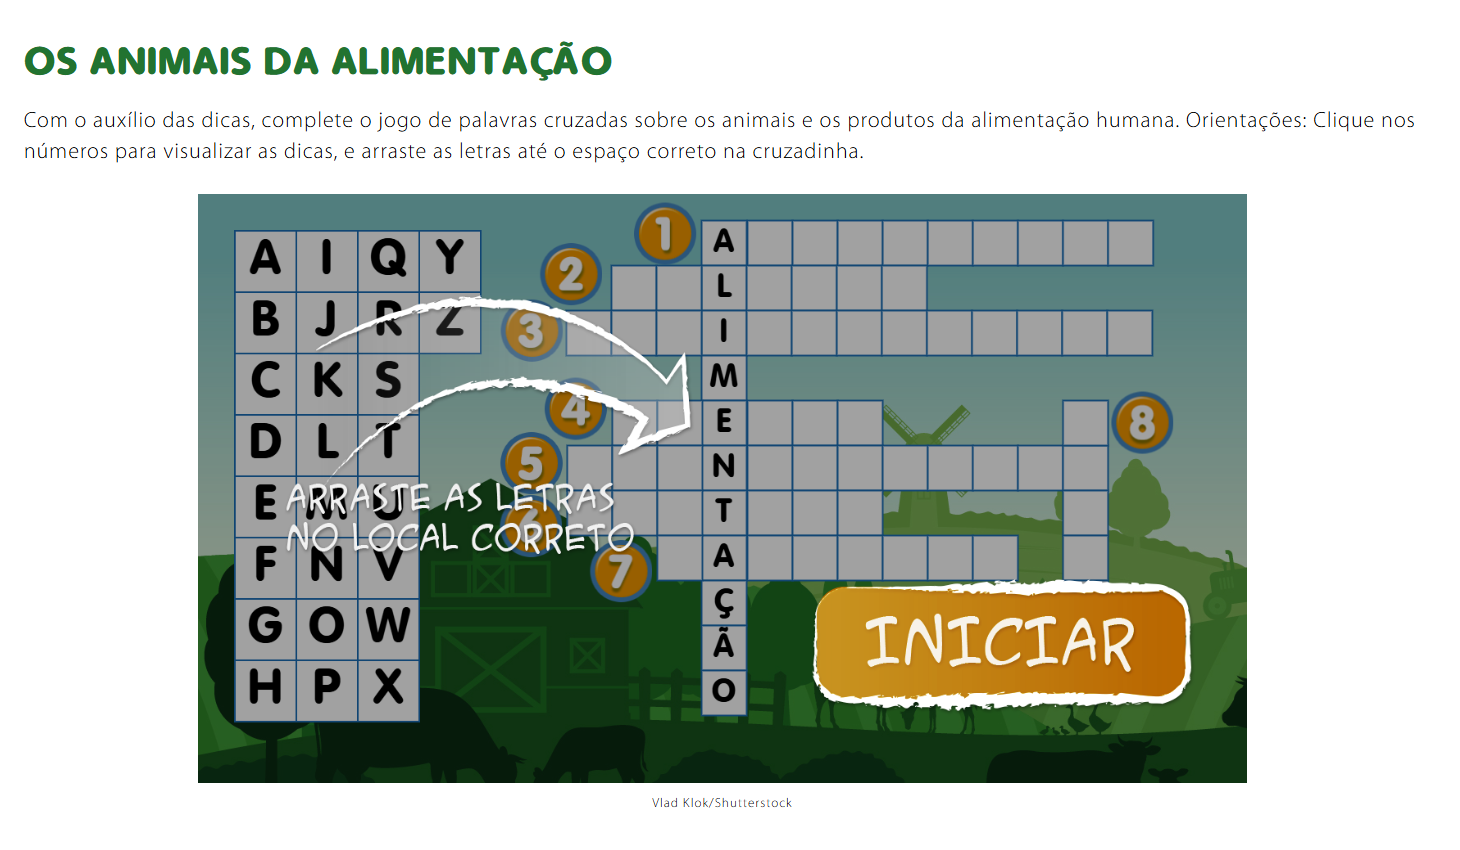 OS ANIMAIS DA ALIMENTAÇÃO
Com o auxílio das dicas, complete o jogo de palavras cruzadas sobre os animais e os produtos da alimentação humana. Orientações: Clique nos
números para visualizar as dicas, e arraste as letras até o espaço correto na cruzadinha.
A I Q Y
B J R Z
C K S
D L T
E M U
F N V
G O W
H P X
1
2
3
4
5
6
7
8
A
L
I
M
E
N
T
A
Ç
Ã
O
ARRASTE AS LETRAS
NO LOCAL CORRETO
INICIAR
Vlad Klok/Shutterstock